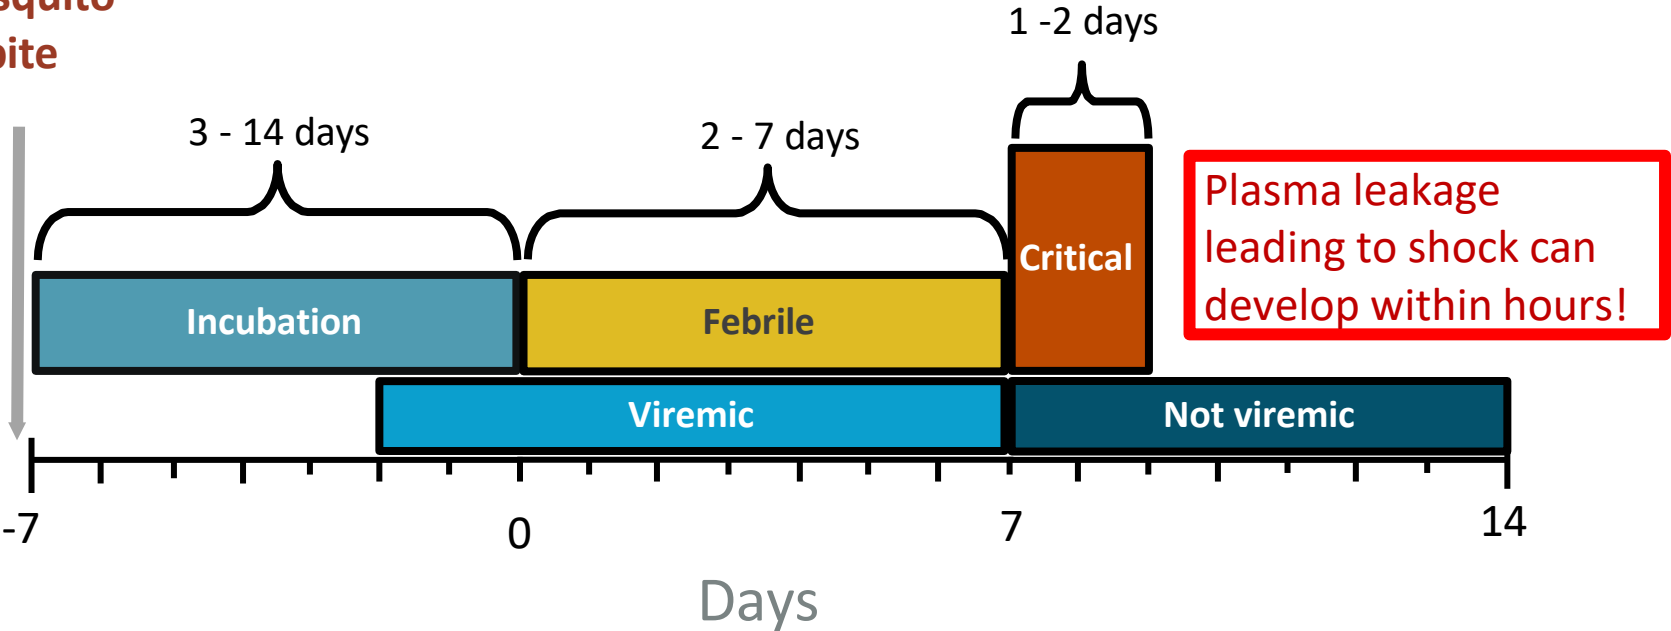 1 -2 days
3 - 14 days
2 - 7 days
Plasma leakage
leading to shock can
develop within hours!
Critical
Incubation
Febrile
Viremic
Not viremic
-7
0
7
14
Days